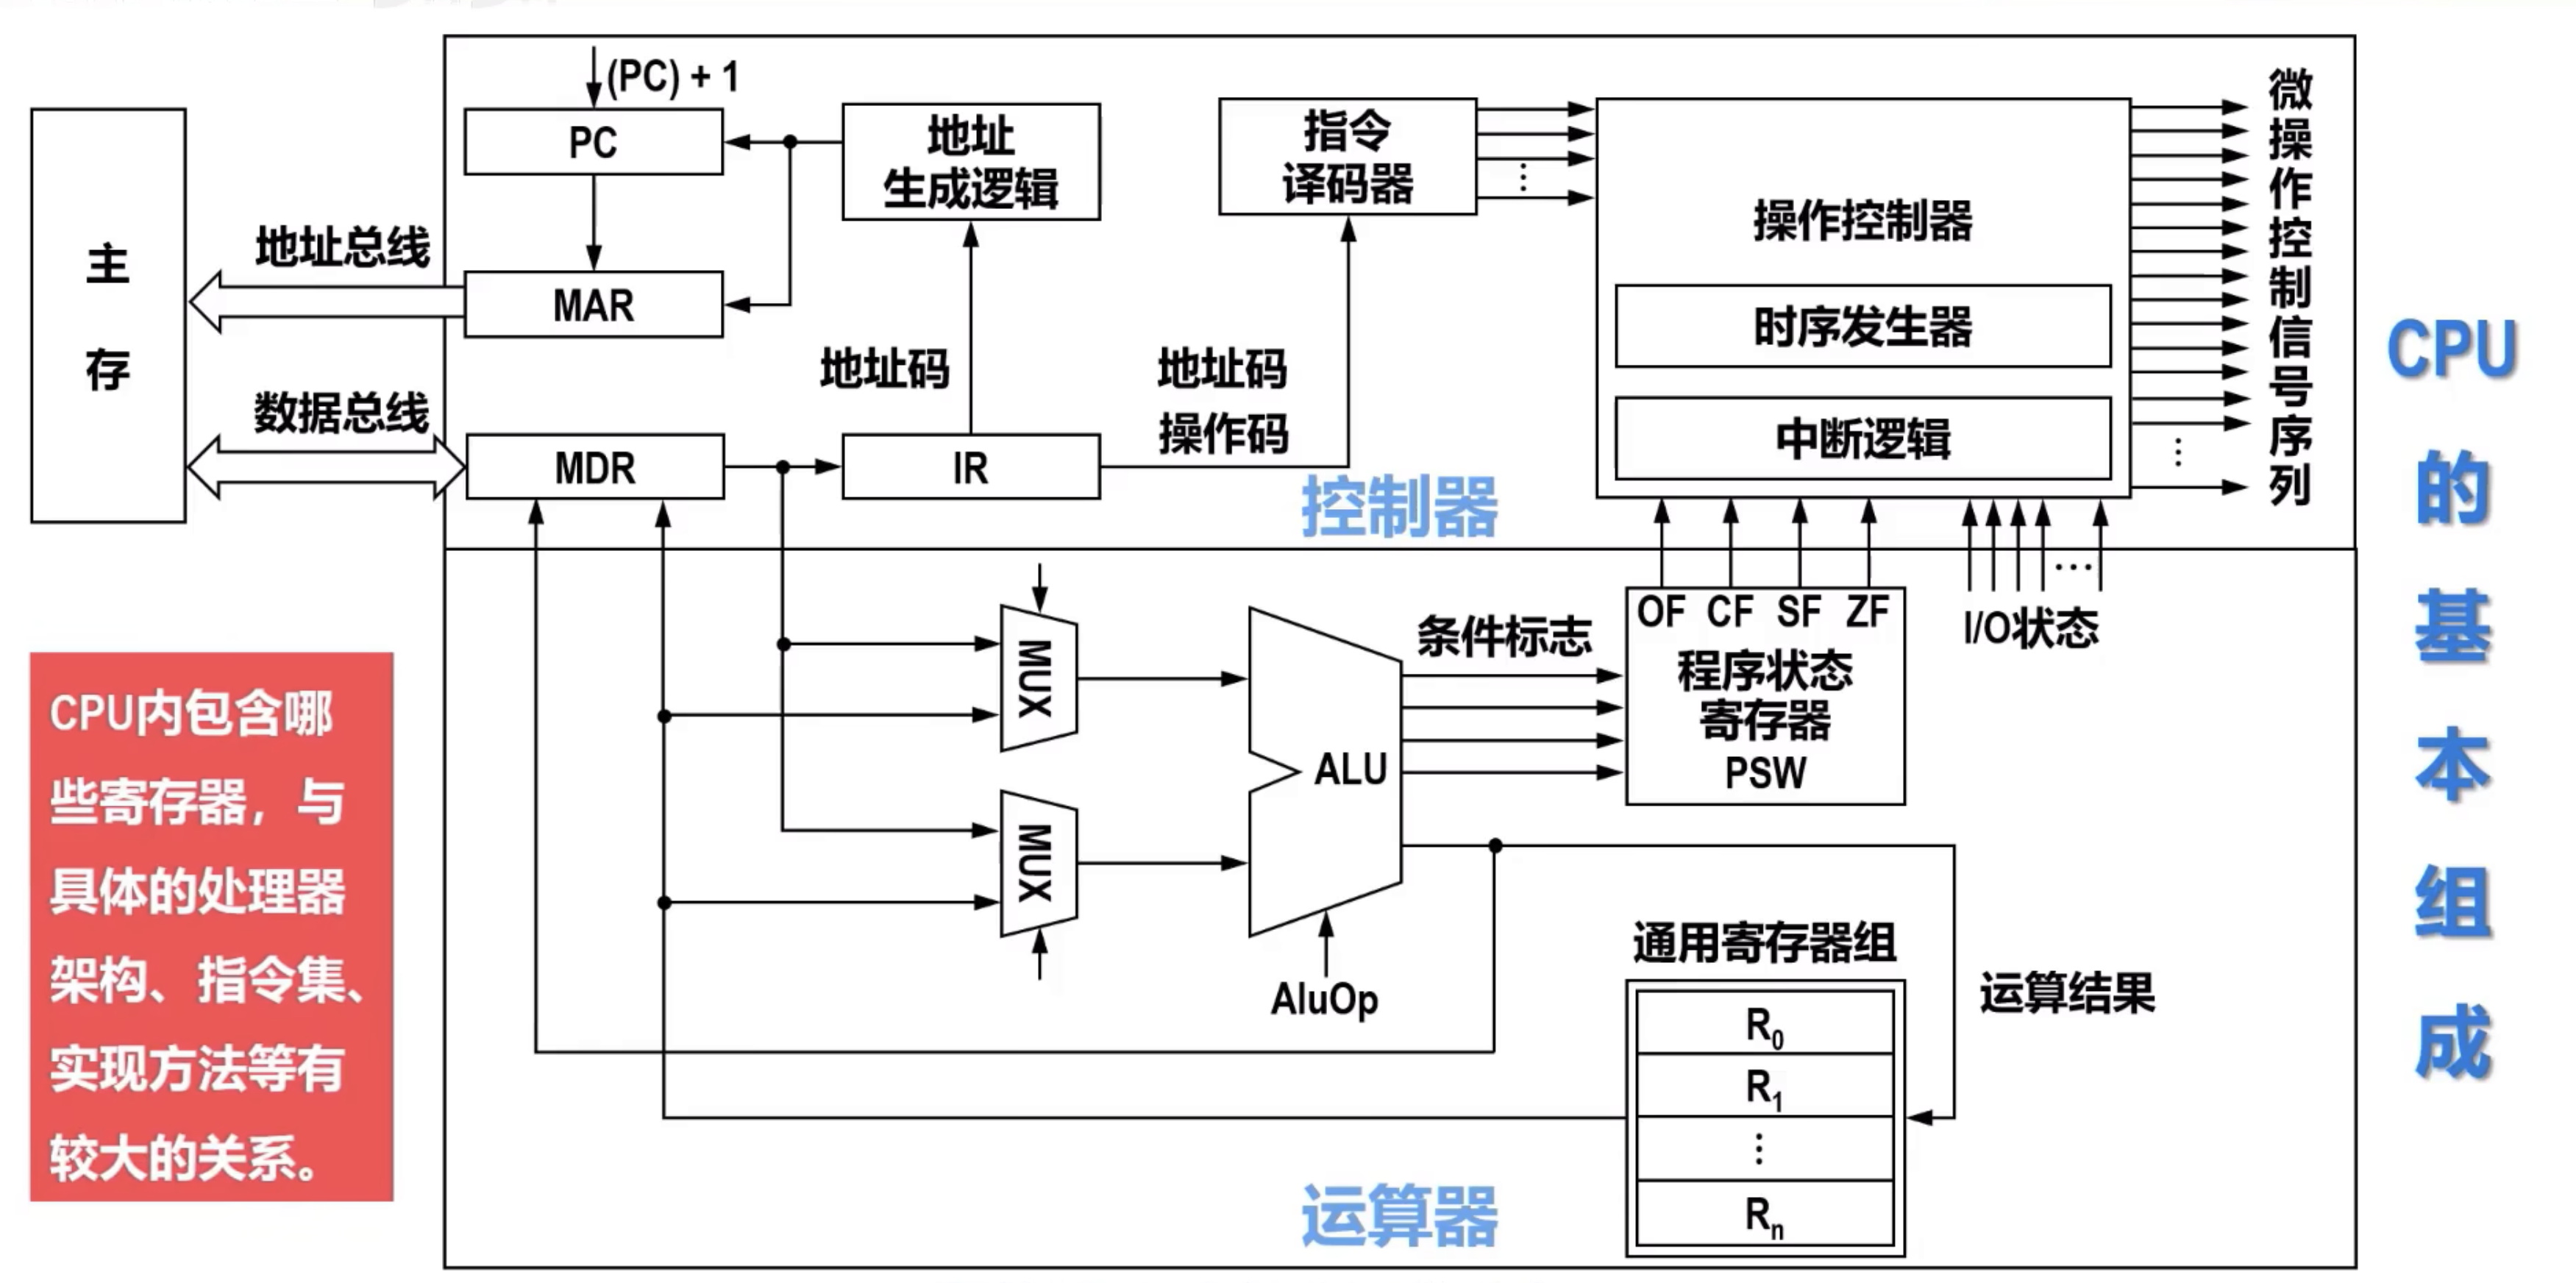 (PC) + 1
PC
地址
生成逻辑
指令
译码器
操作控制器
时序发生器
中断逻辑
微操作控制信号序列
主存
地址总线
MAR
数据总线
MDR
地址码
IR
地址码
操作码
控制器
CPU的基本组成
CPU内包含哪
些寄存器，与
具体的处理器
架构、指令集、
实现方法等有
较大的关系。
MUX
MUX
ALU
AluOp
条件标志
OF CF SF ZF
程序状态
寄存器
PSW
I/O状态
···
通用寄存器组
R0
R1
⋮
Rn
运算结果
运算器